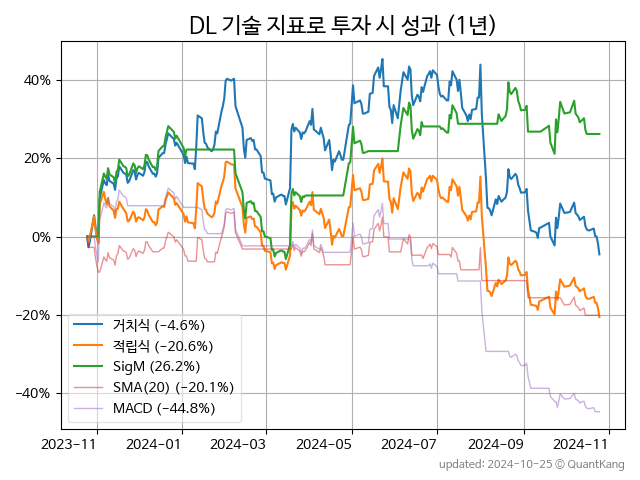 DL 기술 지표로 투자 시 성과 (1년)
40%
20%
0%
−20%
−40%
거치식 (−4.6%)
적립식 (−20.6%)
SigM (26.2%)
SMA(20) (−20.1%)
MACD (−44.8%)
2023-11
2024-01
2024-03
2024-05
2024-07
2024-09
2024-11
updated: 2024-10-25 © QuantKang